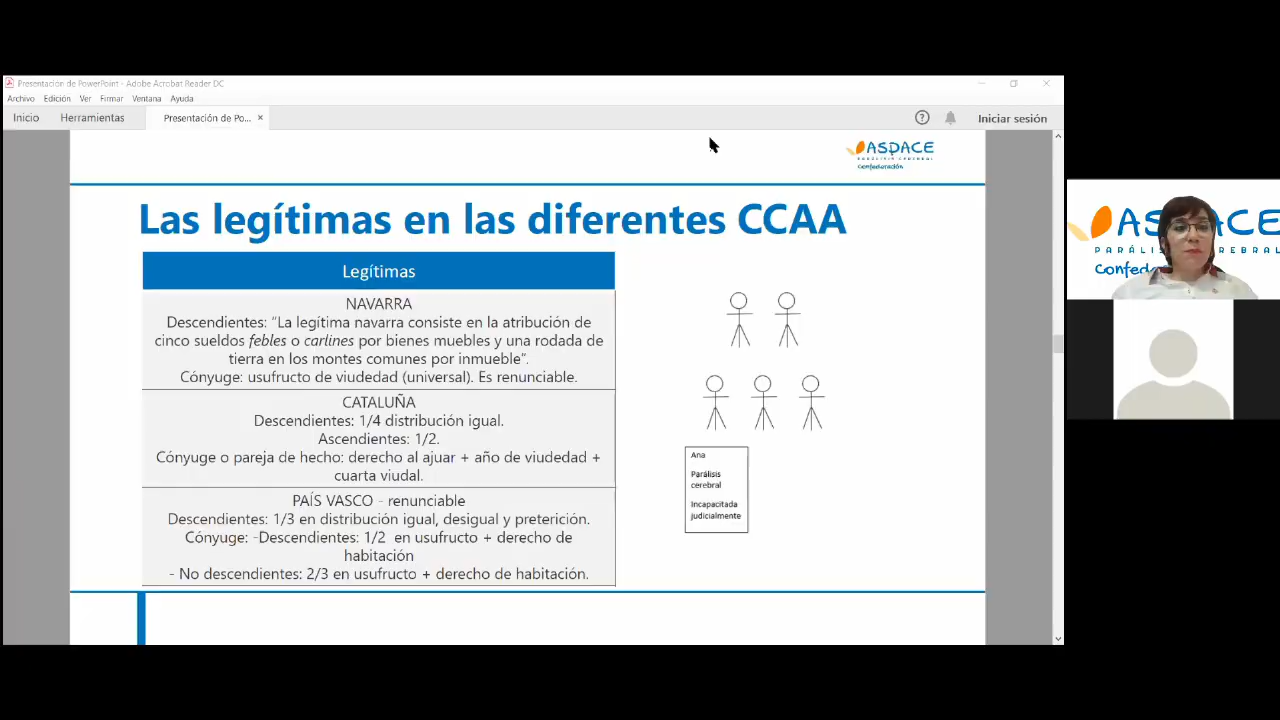 Presentación de PowerPoint - Adobe Acrobat Reader DC
Archivo Edición Ver Firmar Ventana Ayuda
Inicio Herramientas Presentación de Po... × ? Iniciar sesión
ASPACE
PARÁLISIS CEREBRAL
Confederación
Las legítimas en las diferentes CCAA
Legítimas
NAVARRA
Descendientes: “La legítima navarra consiste en la atribución de
cinco sueldos febles o carlines por bienes muebles y una rodada de
tierra en los montes comunes por inmueble”.
Cónyuge: usufructo de viudedad (universal). Es renunciable.
CATALUÑA
Descendientes: 1/4 distribución igual.
Ascendientes: 1/2.
Cónyuge o pareja de hecho: derecho al ajuar + año de viudedad +
cuarta viudal.
PAÍS VASCO - renunciable
Descendientes: 1/3 en distribución igual, desigual y preterición.
Cónyuge: -Descendientes: 1/2 en usufructo + derecho de
habitación
- No descendientes: 2/3 en usufructo + derecho de habitación.
Ana
Parálisis
cerebral
Incapacitada
judicialmente